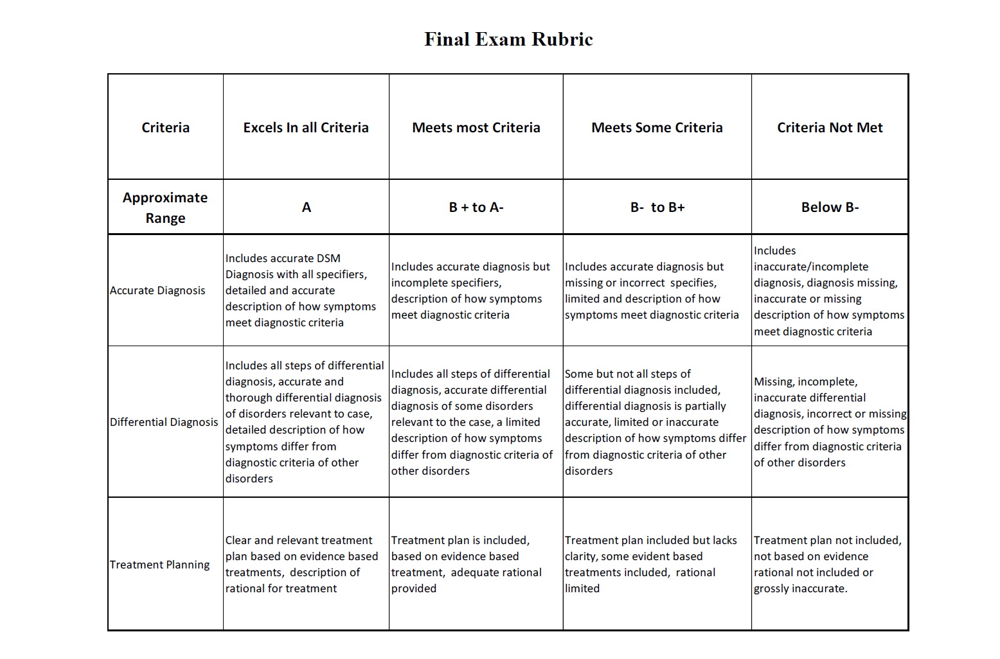 Final Exam Rubric
Criteria
Excels In all Criteria
Meets most Criteria
Meets Some Criteria
Criteria Not Met
Approximate
Range
A
B + to A-
B-  to B+
Below B-
Accurate Diagnosis
Includes accurate DSM
Diagnosis with all specifiers,
detailed and accurate
description of how symptoms
meet diagnostic criteria
Includes accurate diagnosis but
incomplete specifiers,
description of how symptoms
meet diagnostic criteria
Includes accurate diagnosis but
missing or incorrect  specifies,
limited and description of how
symptoms meet diagnostic criteria
Includes
inaccurate/incomplete
diagnosis, diagnosis missing,
inaccurate or missing
description of how symptoms
meet diagnostic criteria
Differential Diagnosis
Includes all steps of differential
diagnosis, accurate and
thorough differential diagnosis
of disorders relevant to case,
detailed description of how
symptoms differ from
diagnostic criteria of other
disorders
Includes all steps of differential
diagnosis, accurate differential
diagnosis of some disorders
relevant to the case, a limited
description of how symptoms
differ from diagnostic criteria of
other disorders
Some but not all steps of
differential diagnosis included,
differential diagnosis is partially
accurate, limited or inaccurate
description of how symptoms differ
from diagnostic criteria of other
disorders
Missing, incomplete,
inaccurate differential
diagnosis, incorrect or missing
description of how symptoms
differ from diagnostic criteria
of other disorders
Treatment Planning
Clear and relevant treatment
plan based on evidence based
treatments,  description of
rational for treatment
Treatment plan is included,
based on evidence based
treatment,  adequate rational
provided
Treatment plan included but lacks
clarity, some evident based
treatments included,  rational
limited
Treatment plan not included,
not based on evidence
rational not included or
grossly inaccurate.